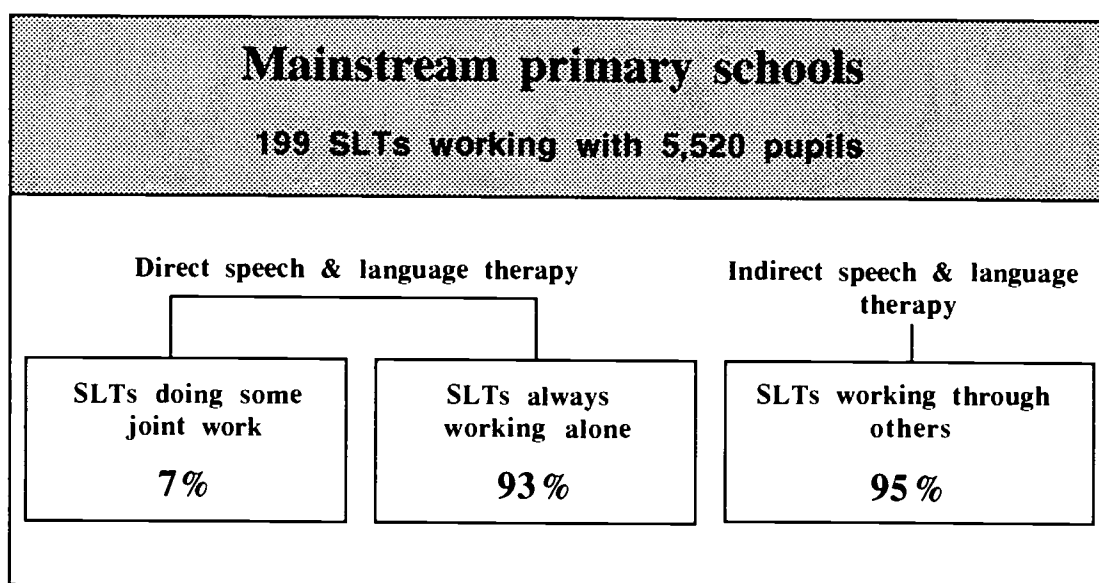 Mainstream primary schools
199 SLTs working with 5,520 pupils
Direct speech & language therapy
Indirect speech & language
therapy
SLTs doing some
joint work
7%
SLTs always
working alone
93%
SLTs working through
others
95%